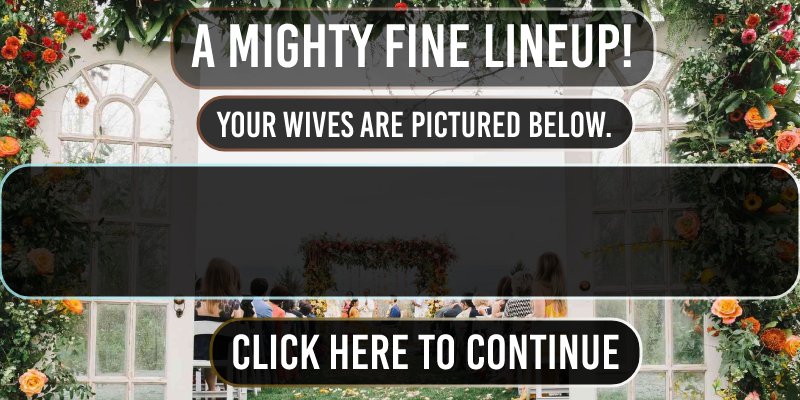 A MIGHTY FINE LINEUP!
YOUR WIVES ARE PICTURED BELOW.
CLICK HERE TO CONTINUE